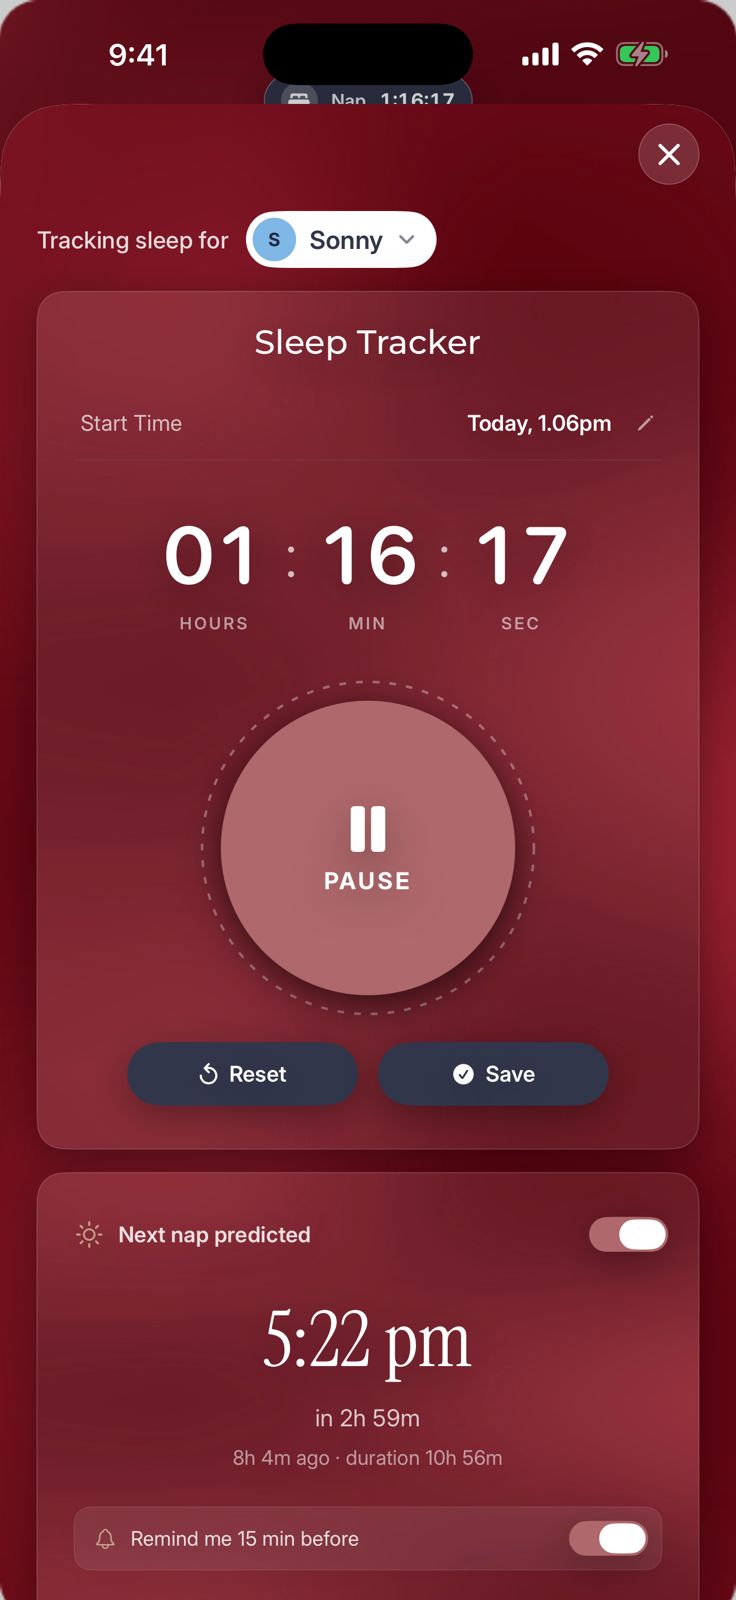 9:41
Nap 1:16:17
Tracking sleep for S Sonny
Sleep Tracker
Start Time Today, 1.06pm
01 : 16 : 17
HOURS MIN SEC
PAUSE
Reset Save
Next nap predicted
5:22 pm
in 2h 59m
8h 4m ago · duration 10h 56m
Remind me 15 min before